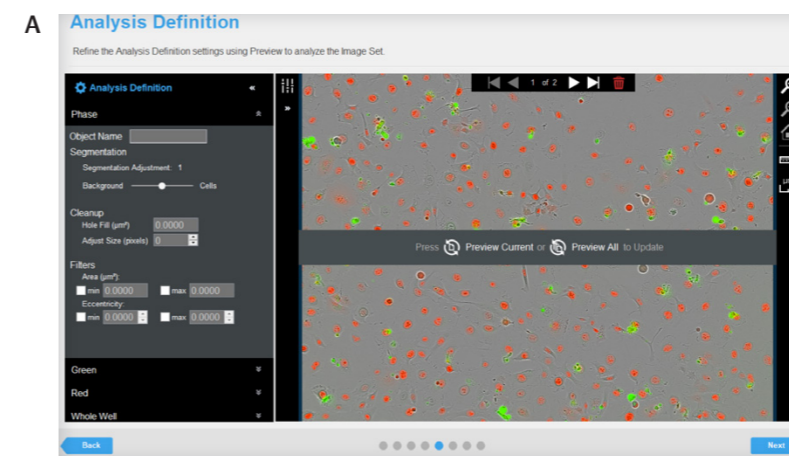 A
Analysis Definition
Refine the Analysis Definition settings using Preview to analyze the Image Set.
Analysis Definition
1 of 2
Phase
Object Name
Segmentation
Segmentation Adjustment: 1
Background Cells
Cleanup
Hole Fill (µm²) 0.0000
Adjust Size (pixels) 0
Press Preview Current or Preview All to Update
Filters
Area (µm²):
min 0.0000 max 0.0000
Eccentricity:
min 0.0000 max 0.0000
Green
Red
Whole Well
Back
Next